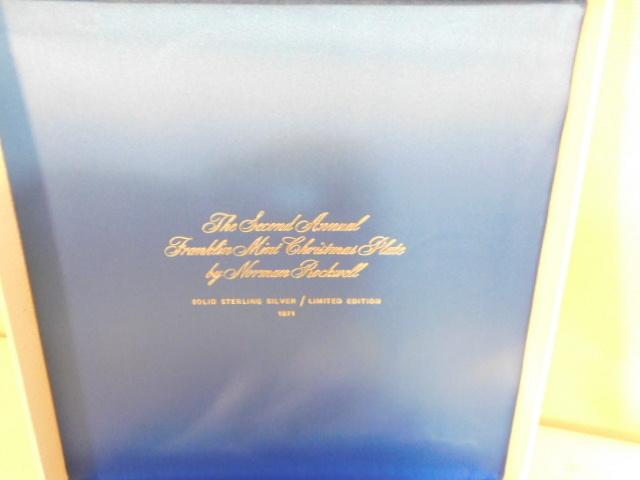 The Second Annual
Franklin Mint Christmas Plate
by Norman Rockwell
SOLID STERLING SILVER / LIMITED EDITION
1971